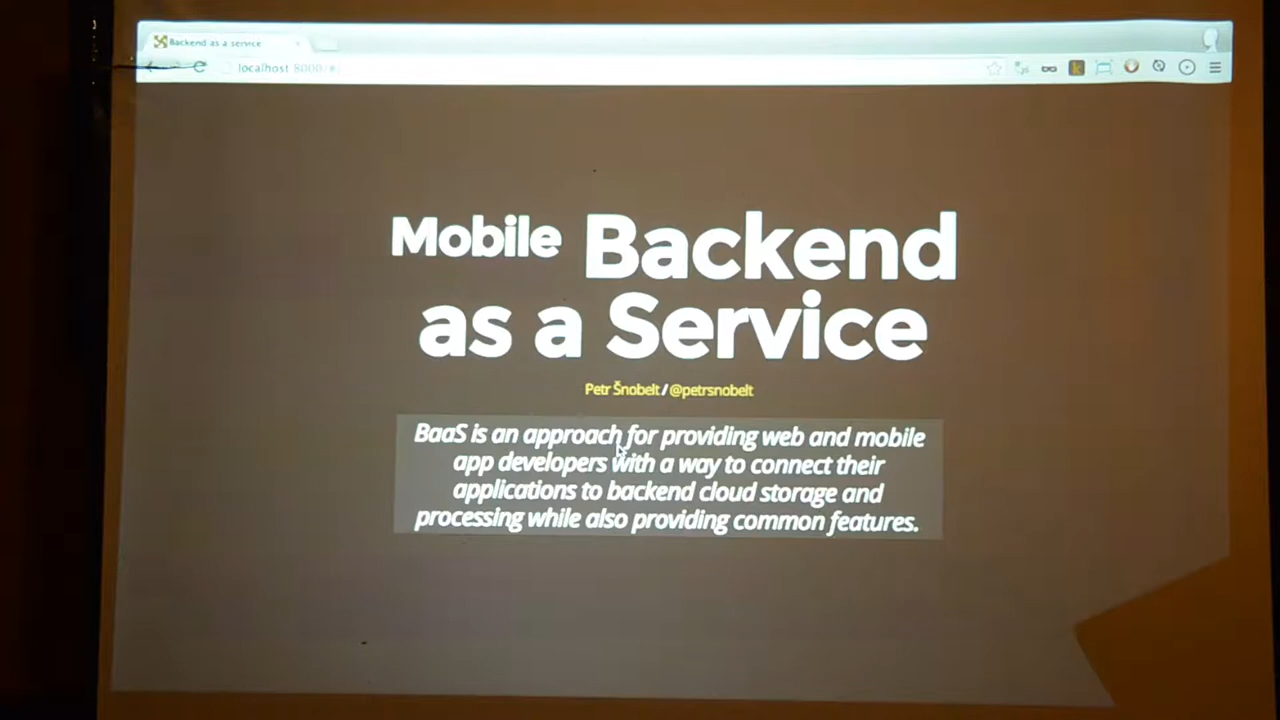 Backend as a service
localhost:8000/#/
Mobile Backend
as a Service
Petr Šnobelt / @petrsnobelt
BaaS is an approach for providing web and mobile
app developers with a way to connect their
applications to backend cloud storage and
processing while also providing common features.